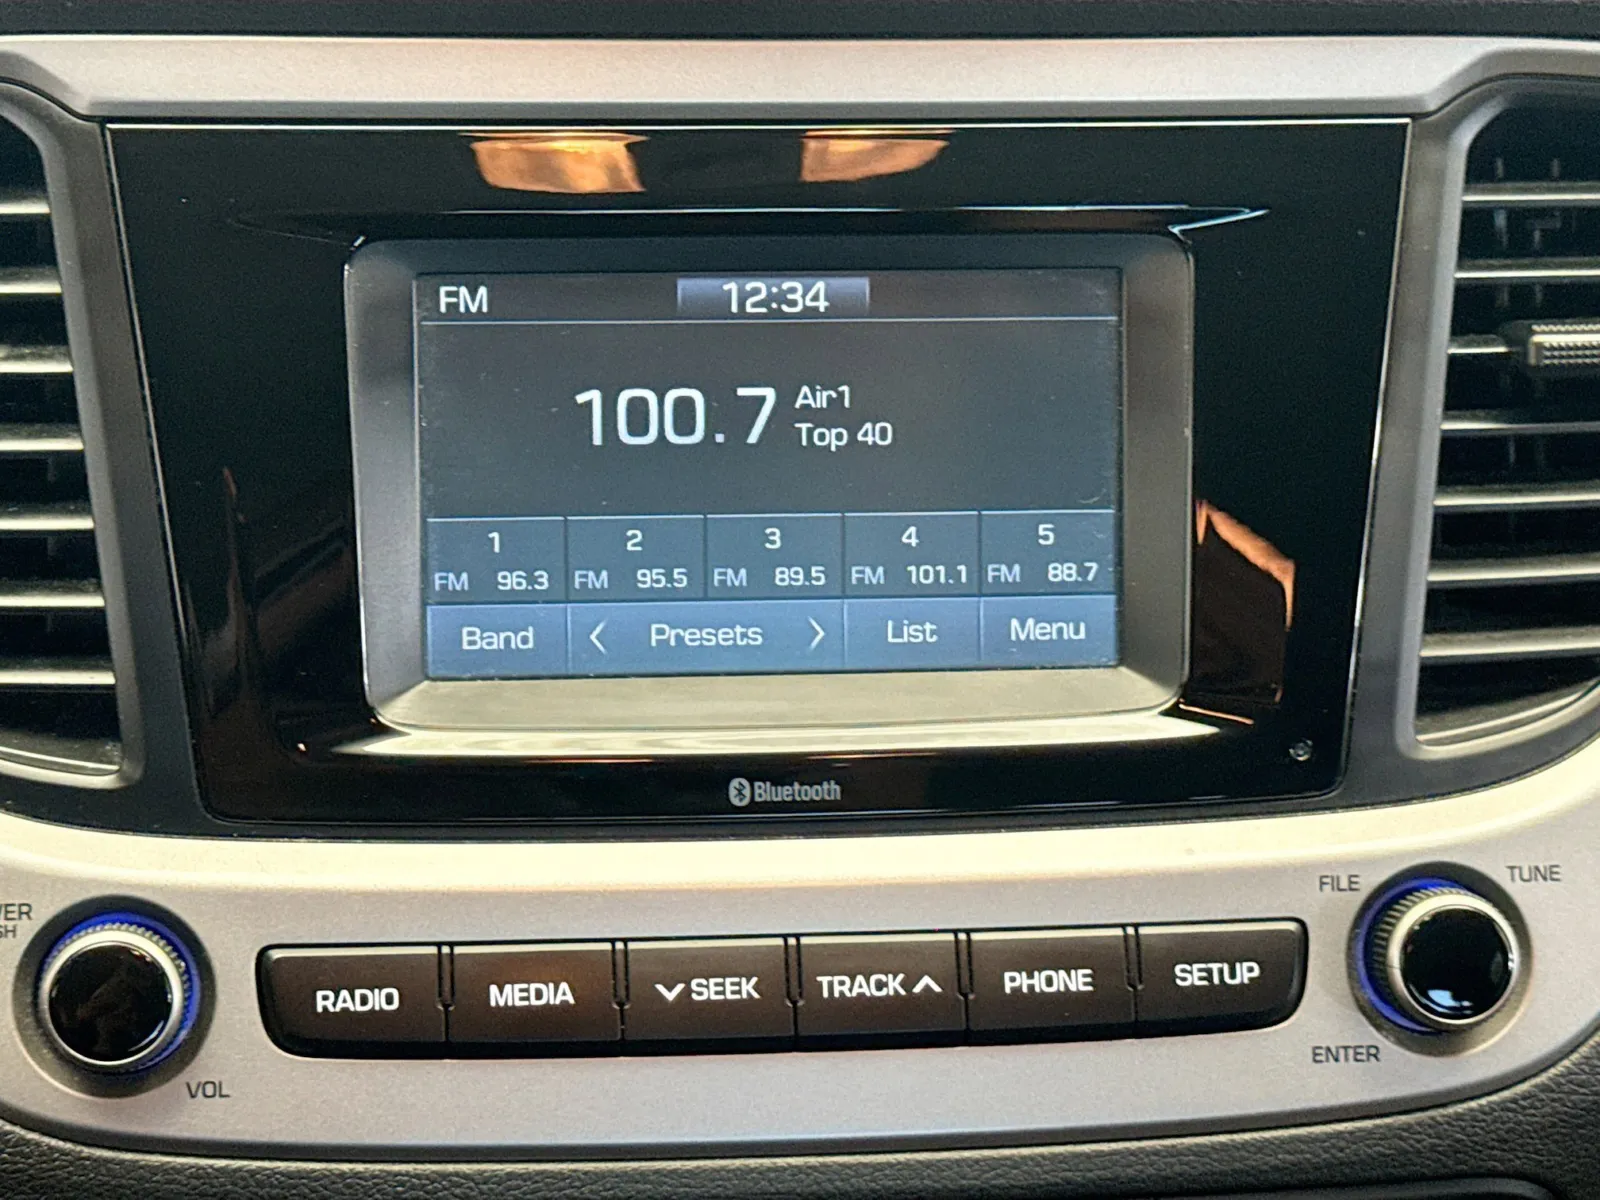 FM 12:34
100.7 Air1
Top 40
1 2 3 4 5
FM 96.3 FM 95.5 FM 89.5 FM 101.1 FM 88.7
Band < Presets > List Menu
Bluetooth
FILE TUNE
RADIO MEDIA SEEK TRACK PHONE SETUP
ENTER
VOL